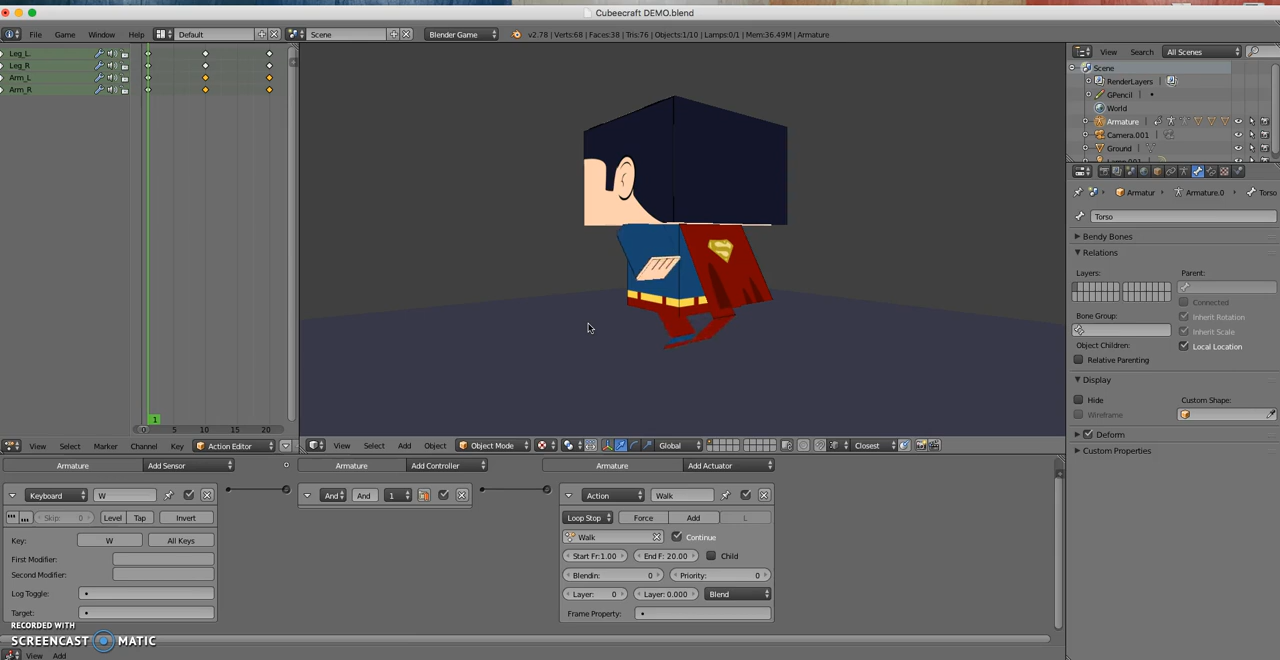 Cubeecraft DEMO.blend
File Game Window Help Default Scene Blender Game v2.78 | Verts:68 | Faces:38 | Tris:76 | Objects:1/10 | Lamps:0/1 | Mem:36.49M | Armature
View Search All Scenes
Leg_L
Leg_R
Arm_L
Arm_R
Scene
RenderLayers
GPencil
World
Armature
Camera.001
Ground
Armatur Armature.0 Torso
Torso
Bendy Bones
Relations
Layers: Parent:
Connected
Bone Group: Inherit Rotation
Inherit Scale
Object Children: Local Location
Relative Parenting
Display
Hide Custom Shape:
Wireframe
Deform
Custom Properties
S
1
0 5 10 15 20
View Select Marker Channel Key Action Editor
View Select Add Object Object Mode Global Closest
Armature Add Sensor Armature Add Controller Armature Add Actuator
Keyboard W And And 1 Action Walk
Skip: 0 Level Tap Invert Loop Stop Force Add L
Key: W All Keys Walk Continue
First Modifier: Start Fr:1.00 End F: 20.00 Child
Second Modifier: Blendin: 0 Priority: 0
Log Toggle: Layer: 0 Layer: 0.000 Blend
Target: Frame Property:
RECORDED WITH
SCREENCAST MATIC
View Add